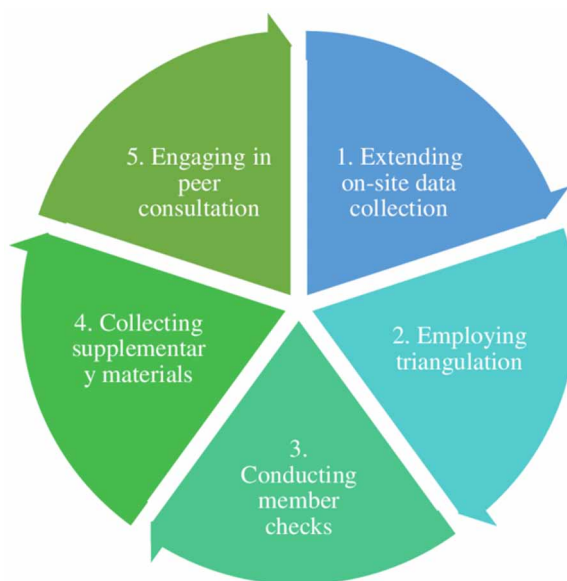 1. Extending
on-site data
collection
2. Employing
triangulation
3.
Conducting
member
checks
4. Collecting
supplementar
y materials
5. Engaging in
peer
consultation